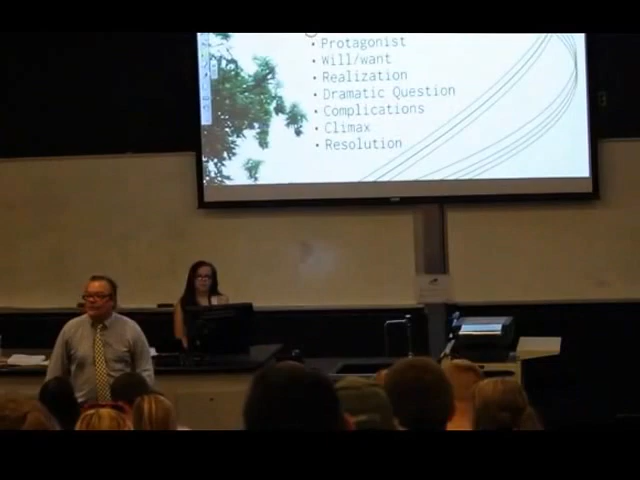 • Protagonist
• Will/want
• Realization
• Dramatic Question
• Complications
• Climax
• Resolution